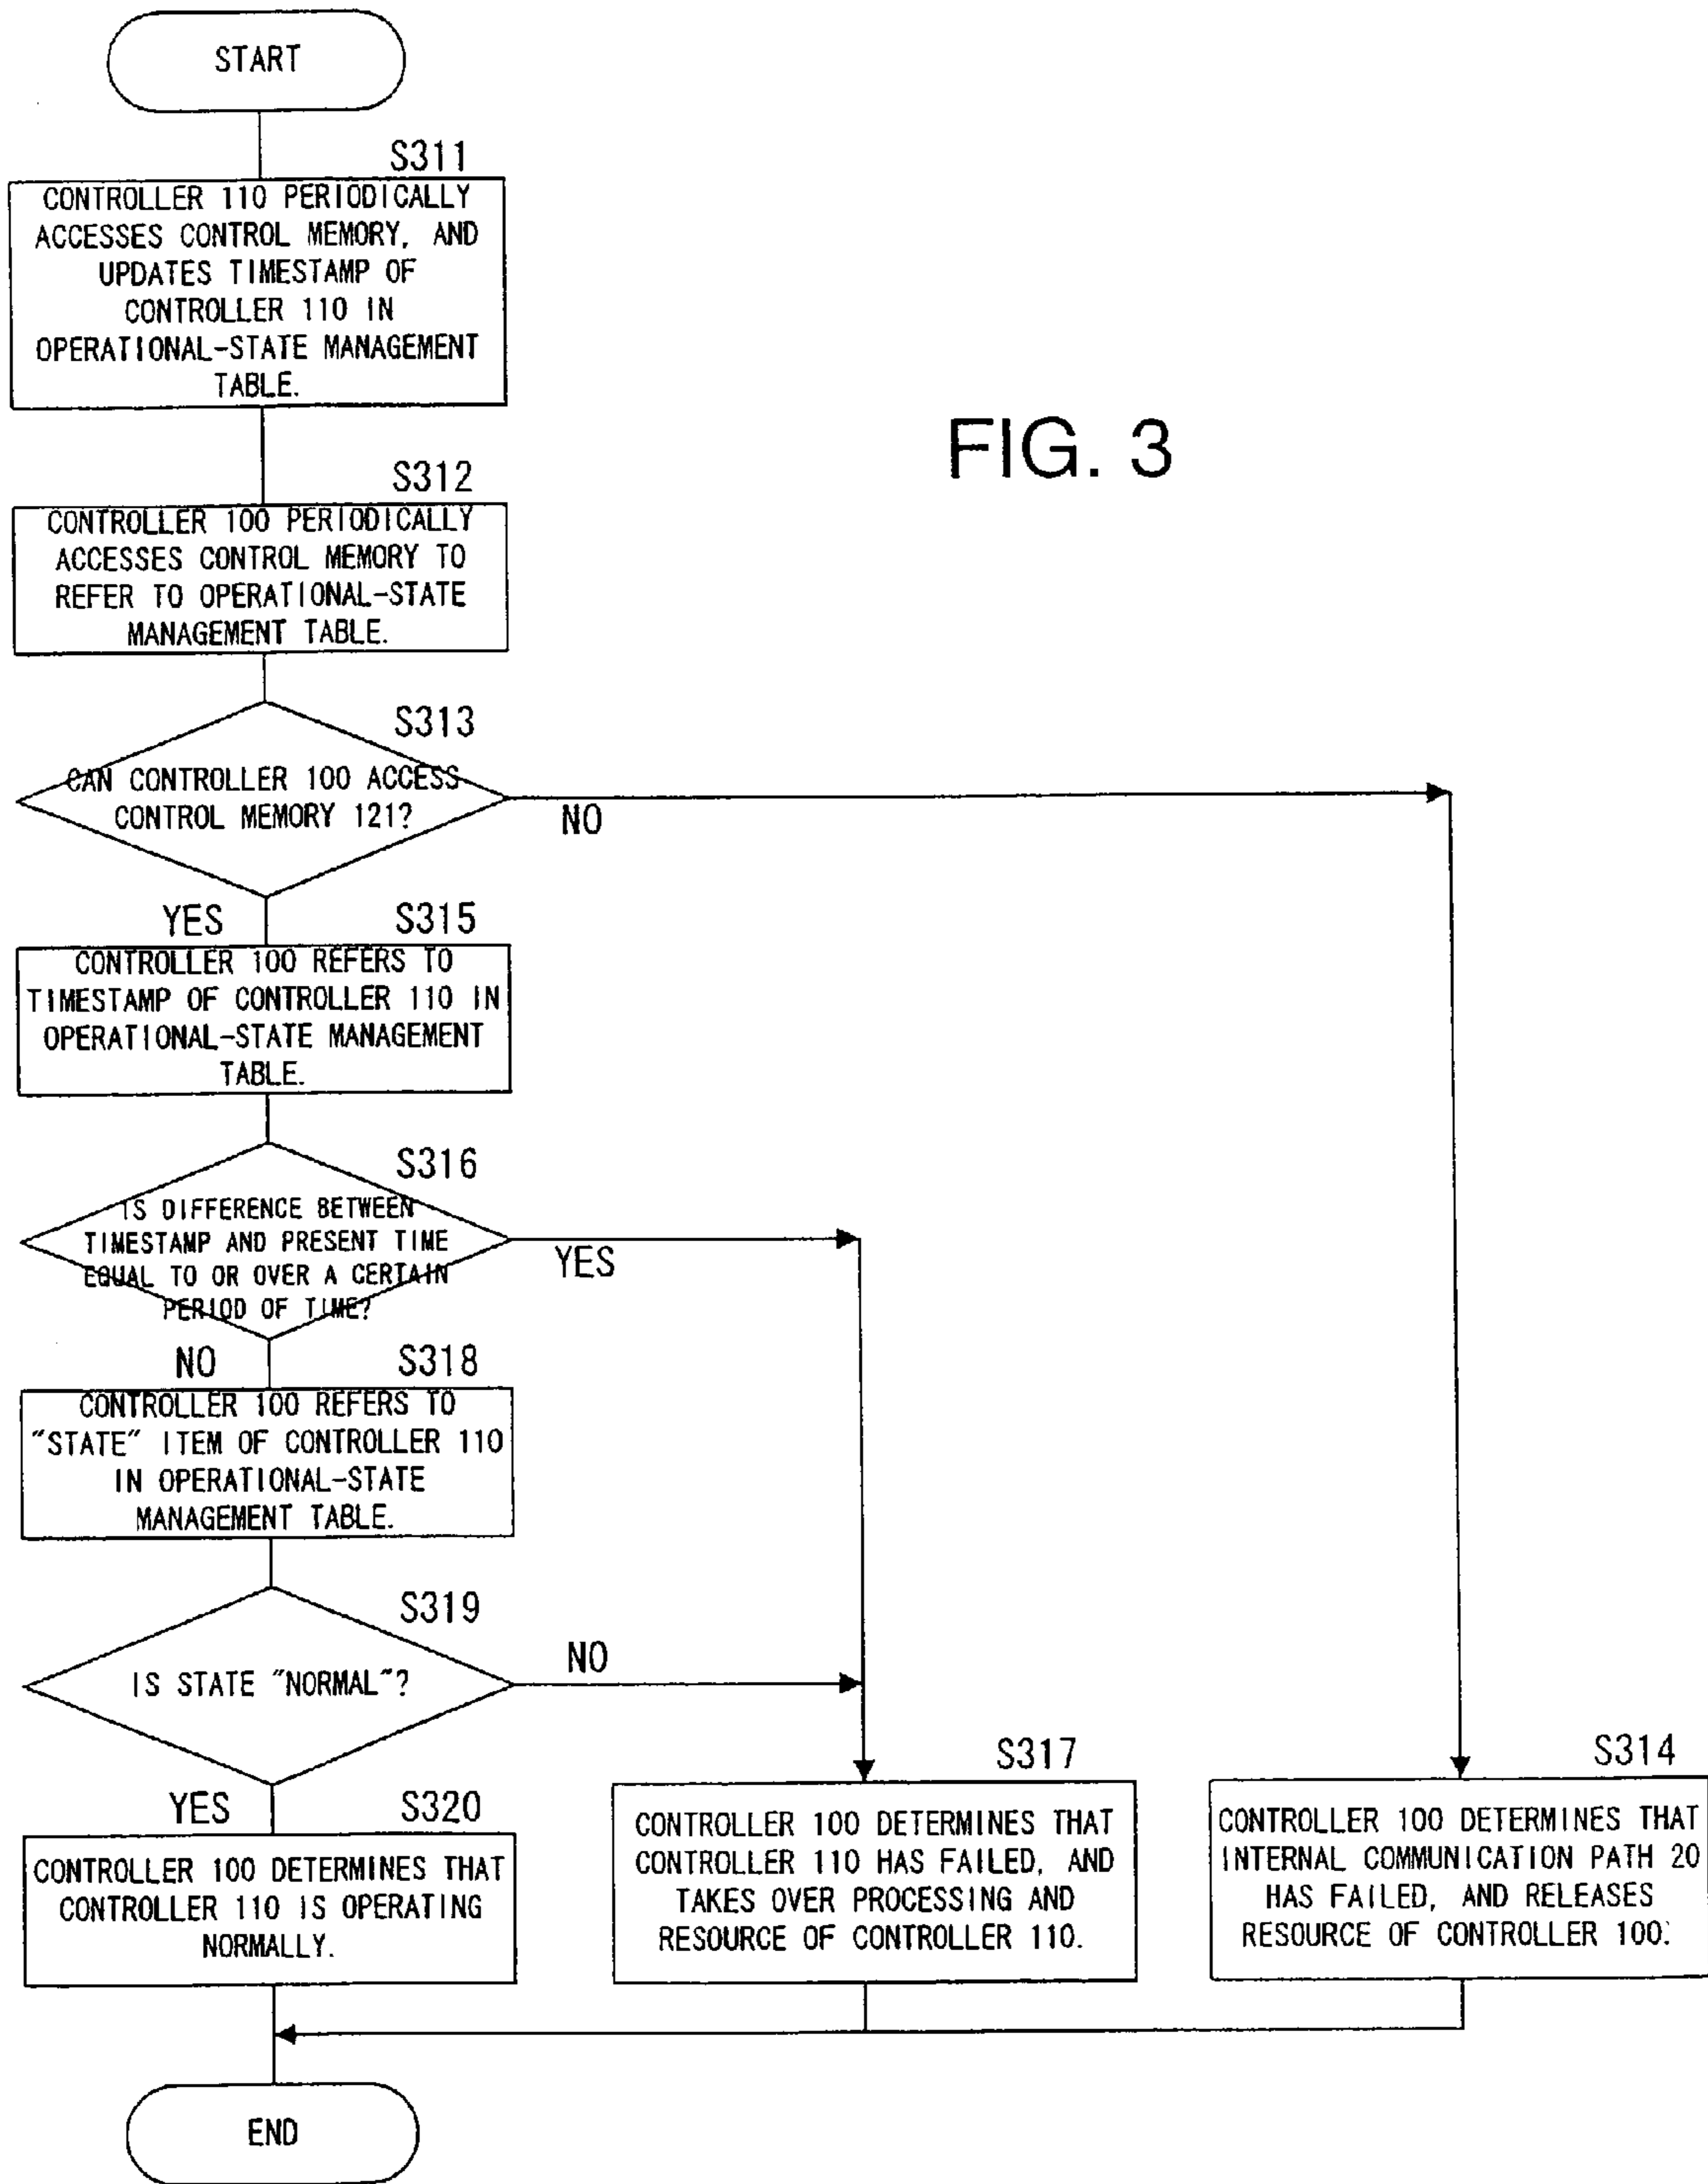 START
S311
CONTROLLER 110 PERIODICALLY
ACCESSES CONTROL MEMORY, AND
UPDATES TIMESTAMP OF
CONTROLLER 110 IN
OPERATIONAL-STATE MANAGEMENT
TABLE.
FIG. 3
S312
CONTROLLER 100 PERIODICALLY
ACCESSES CONTROL MEMORY TO
REFER TO OPERATIONAL-STATE
MANAGEMENT TABLE.
S313
CAN CONTROLLER 100 ACCESS
CONTROL MEMORY 121?
NO
YES
S315
CONTROLLER 100 REFERS TO
TIMESTAMP OF CONTROLLER 110 IN
OPERATIONAL-STATE MANAGEMENT
TABLE.
S316
IS DIFFERENCE BETWEEN
TIMESTAMP AND PRESENT TIME
EQUAL TO OR OVER A CERTAIN
PERIOD OF TIME?
YES
NO
S318
CONTROLLER 100 REFERS TO
"STATE" ITEM OF CONTROLLER 110
IN OPERATIONAL-STATE
MANAGEMENT TABLE.
S319
IS STATE "NORMAL"?
NO
YES
S320
CONTROLLER 100 DETERMINES THAT
CONTROLLER 110 IS OPERATING
NORMALLY.
S317
CONTROLLER 100 DETERMINES THAT
CONTROLLER 110 HAS FAILED, AND
TAKES OVER PROCESSING AND
RESOURCE OF CONTROLLER 110.
S314
CONTROLLER 100 DETERMINES THAT
INTERNAL COMMUNICATION PATH 20
HAS FAILED, AND RELEASES
RESOURCE OF CONTROLLER 100.
END